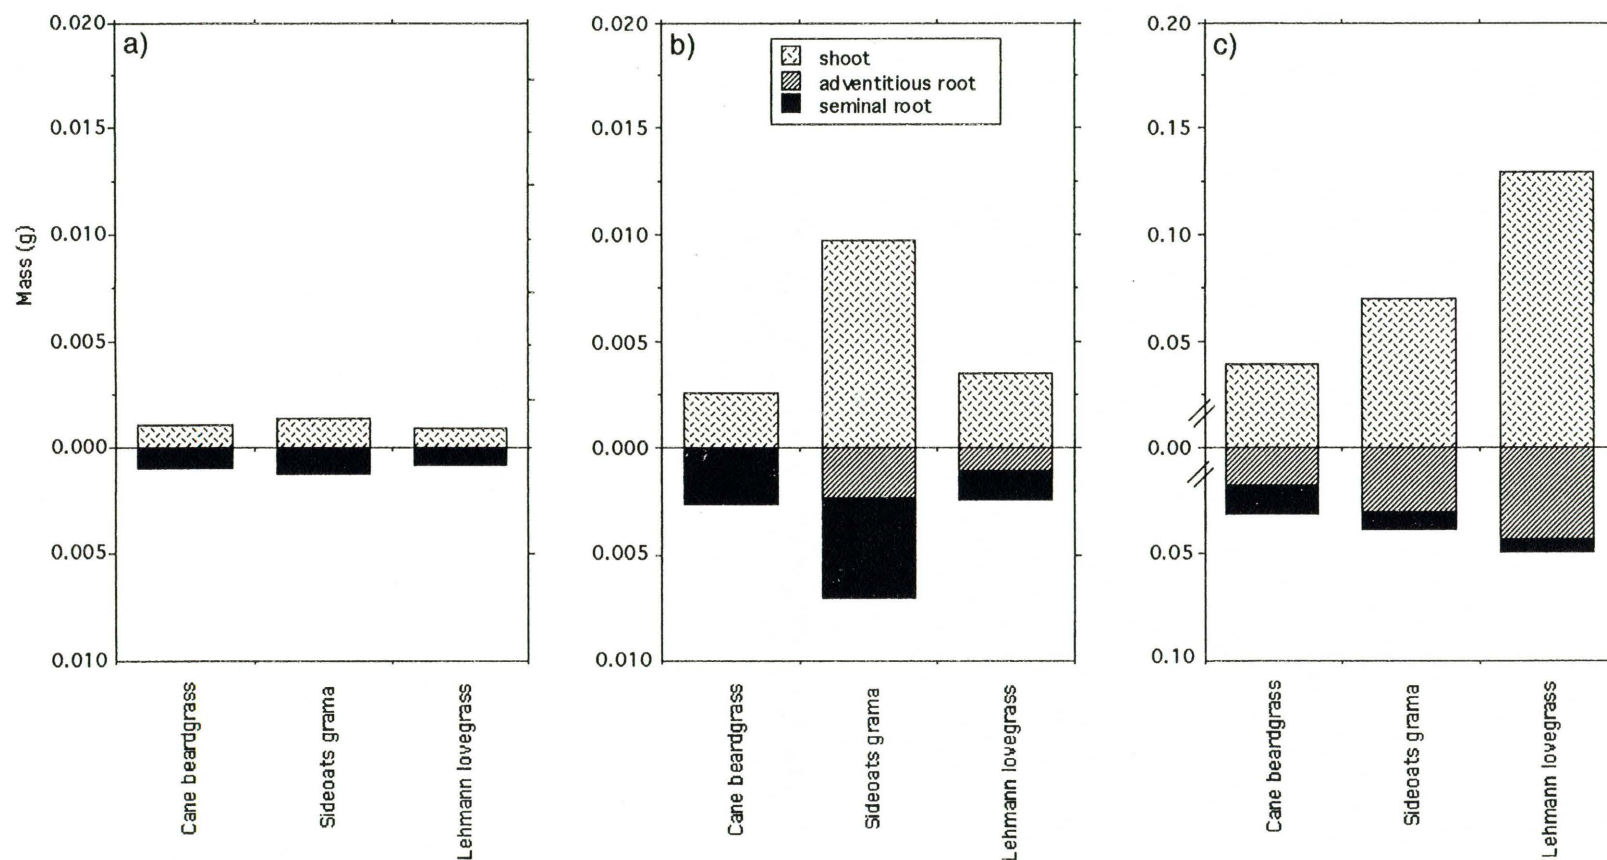 a)
0.020
0.015
0.010
0.005
0.000
0.005
0.010
Mass (g)
Cane beardgrass
Sideoats grama
Lehmann lovegrass
b)
shoot
adventitious root
seminal root
0.020
0.015
0.010
0.005
0.000
0.005
0.010
Cane beardgrass
Sideoats grama
Lehmann lovegrass
c)
0.20
0.15
0.10
0.05
0.00
0.05
0.10
Cane beardgrass
Sideoats grama
Lehmann lovegrass